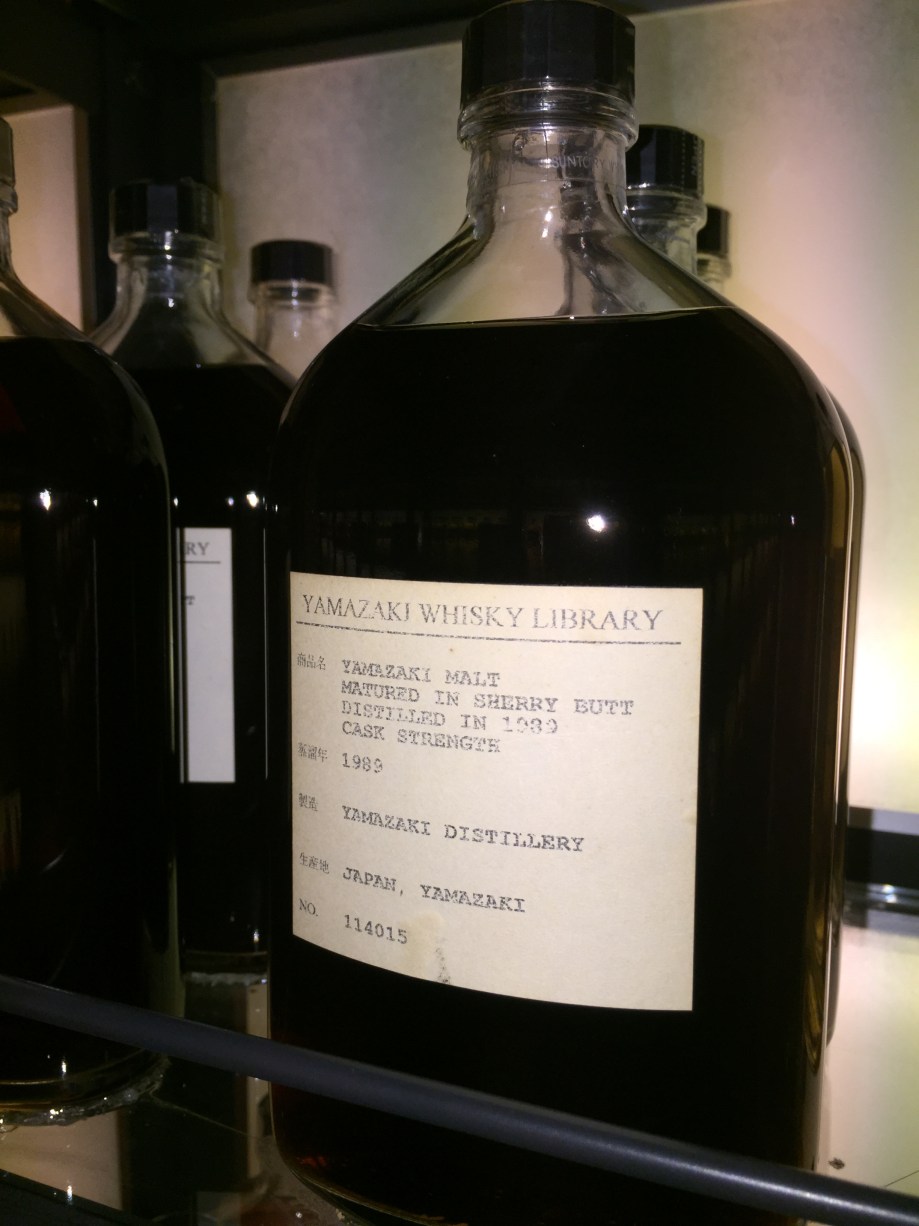 SUNTORY
RY
T
YAMAZAKI WHISKY LIBRARY
商品名 YAMAZAKI MALT
MATURED IN SHERRY BUTT
DISTILLED IN 1989
CASK STRENGTH
蒸溜年 1989
製造 YAMAZAKI DISTILLERY
生産地 JAPAN, YAMAZAKI
NO. 114015